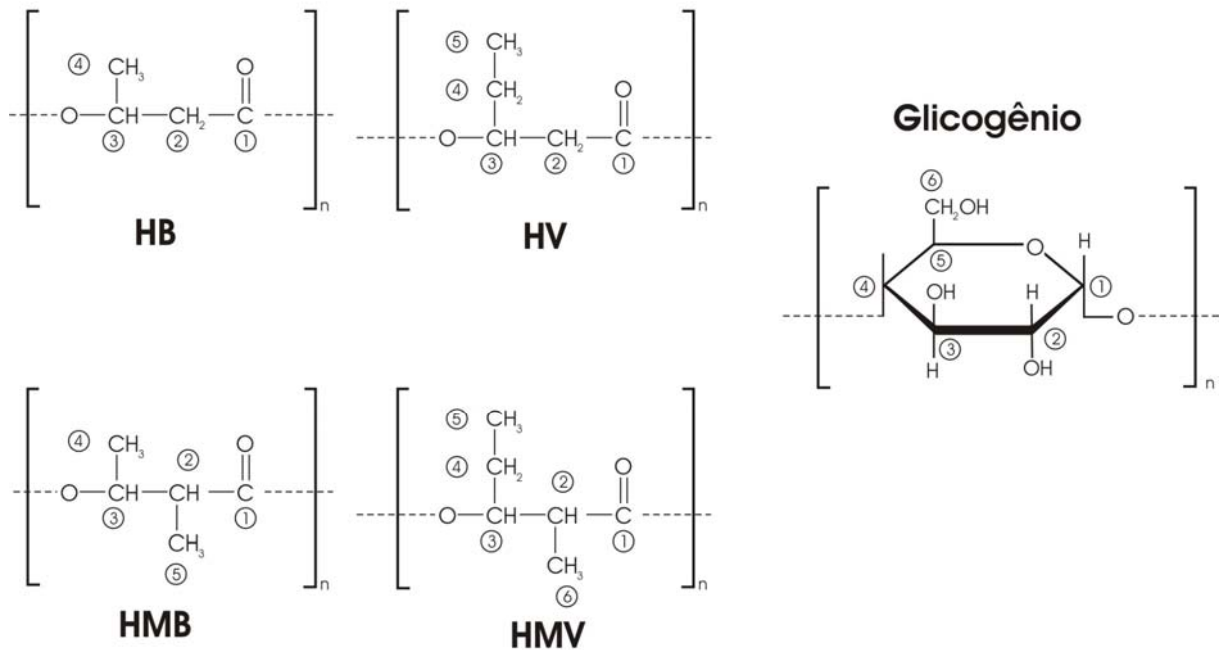 ④ CH₃ O
O CH CH₂ C
③ ② ①
n
HB
⑤ CH₃
④ CH₂ O
O CH CH₂ C
③ ② ①
n
HV
Glicogênio
⑥
CH₂OH
O H
⑤
④ OH H ①
O
③ ②
H OH
n
④ CH₃ ② O
O CH CH C
③ CH₃ ①
⑤
n
HMB
⑤ CH₃
④ CH₂ ② O
O CH CH C
③ CH₃ ①
⑥
n
HMV